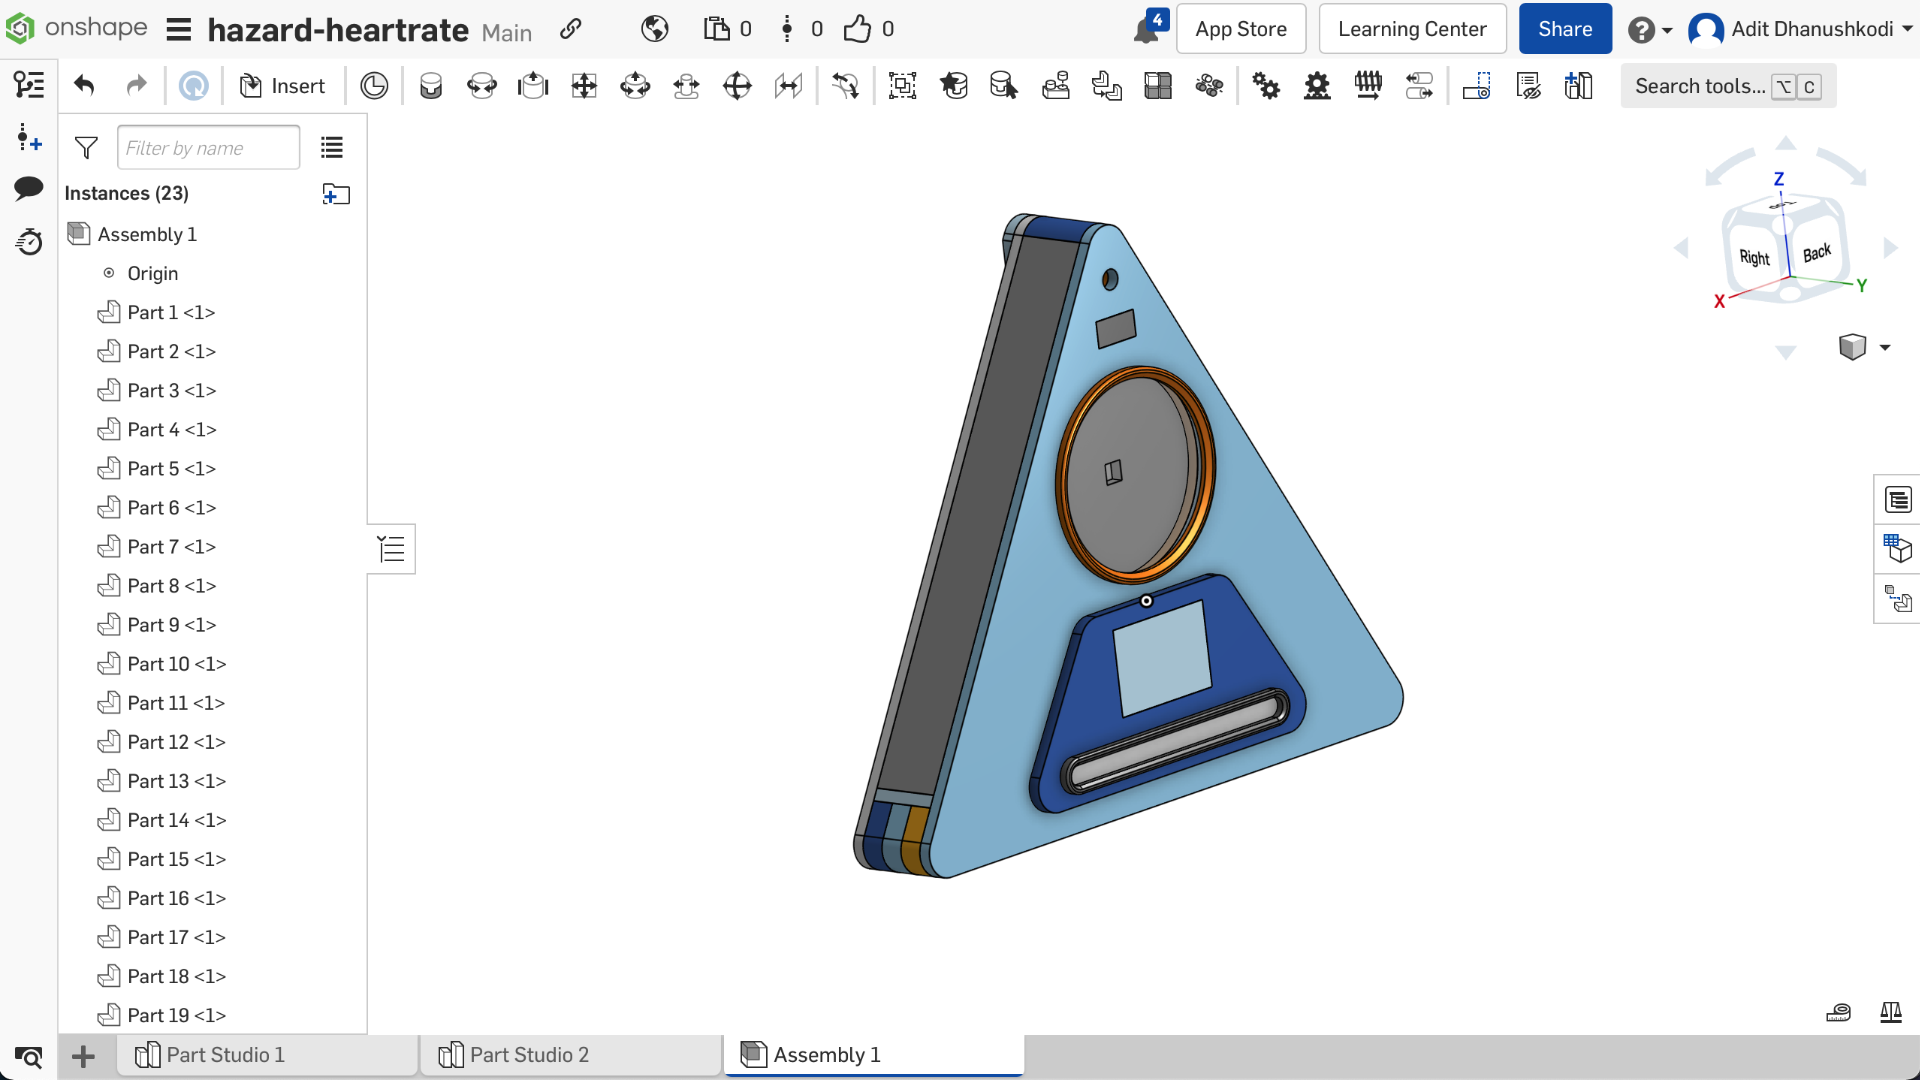 onshape hazard-heartrate Main 0 0 0 4 App Store Learning Center Share ? Adit Dhanushkodi
Insert Search tools... ⌥ C
Filter by name
Instances (23)
Assembly 1
Origin
Part 1 <1>
Part 2 <1>
Part 3 <1>
Part 4 <1>
Part 5 <1>
Part 6 <1>
Part 7 <1>
Part 8 <1>
Part 9 <1>
Part 10 <1>
Part 11 <1>
Part 12 <1>
Part 13 <1>
Part 14 <1>
Part 15 <1>
Part 16 <1>
Part 17 <1>
Part 18 <1>
Part 19 <1>
Z
Top
Right Back
X Y
Part Studio 1 Part Studio 2 Assembly 1